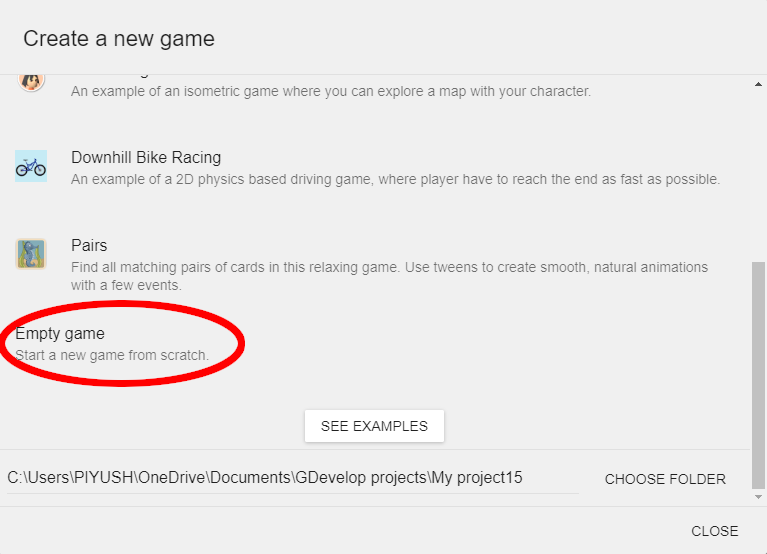 Create a new game
An example of an isometric game where you can explore a map with your character.
Downhill Bike Racing
An example of a 2D physics based driving game, where player have to reach the end as fast as possible.
Pairs
Find all matching pairs of cards in this relaxing game. Use tweens to create smooth, natural animations
with a few events.
Empty game
Start a new game from scratch.
SEE EXAMPLES
C:\Users\PIYUSH\OneDrive\Documents\GDevelop projects\My project15
CHOOSE FOLDER
CLOSE